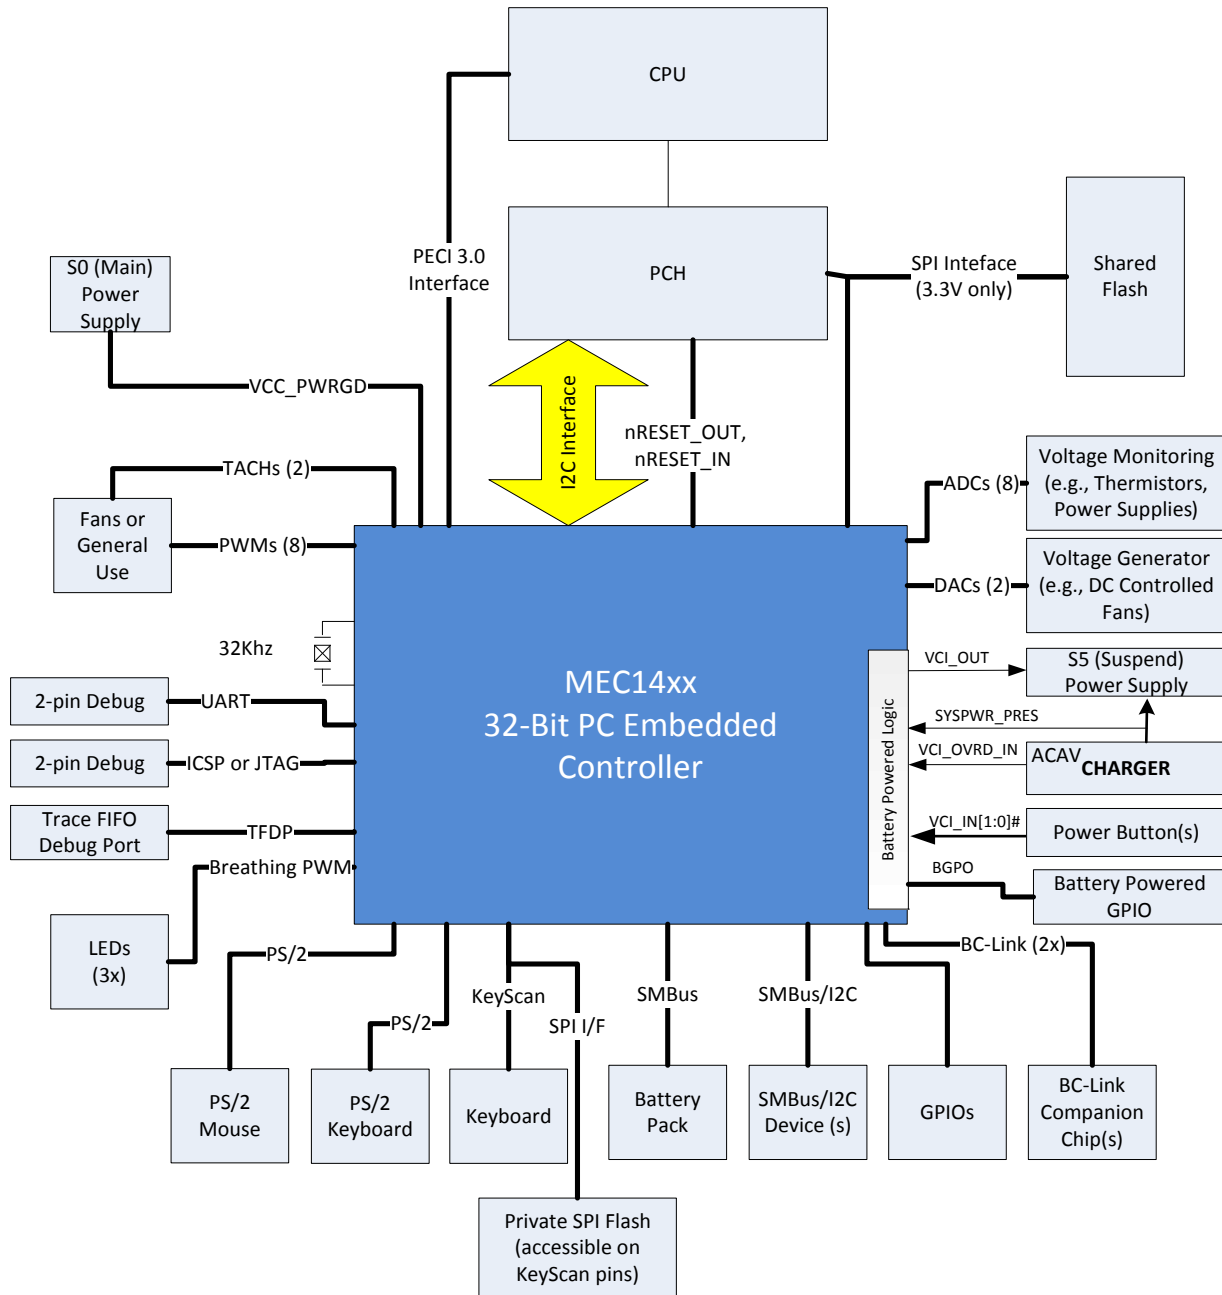 CPU
PCH
PECI 3.0
Interface
SPI Inteface
(3.3V only)
Shared
Flash
S0 (Main)
Power
Supply
VCC_PWRGD
I2C Interface
nRESET_OUT,
nRESET_IN
TACHs (2)
Fans or
General
Use
PWMs (8)
ADCs (8)
Voltage Monitoring
(e.g., Thermistors,
Power Supplies)
DACs (2)
Voltage Generator
(e.g., DC Controlled
Fans)
32Khz
MEC14xx
32-Bit PC Embedded
Controller
Battery Powered Logic
VCI_OUT
S5 (Suspend)
Power Supply
SYSPWR_PRES
VCI_OVRD_IN
ACAV
CHARGER
VCI_IN[1:0]#
Power Button(s)
BGPO
Battery Powered
GPIO
2-pin Debug
UART
2-pin Debug
ICSP or JTAG
Trace FIFO
Debug Port
TFDP
Breathing PWM
LEDs
(3x)
PS/2
PS/2
KeyScan
SPI I/F
SMBus
SMBus/I2C
BC-Link (2x)
PS/2
Mouse
PS/2
Keyboard
Keyboard
Battery
Pack
SMBus/I2C
Device (s)
GPIOs
BC-Link
Companion
Chip(s)
Private SPI Flash
(accessible on
KeyScan pins)